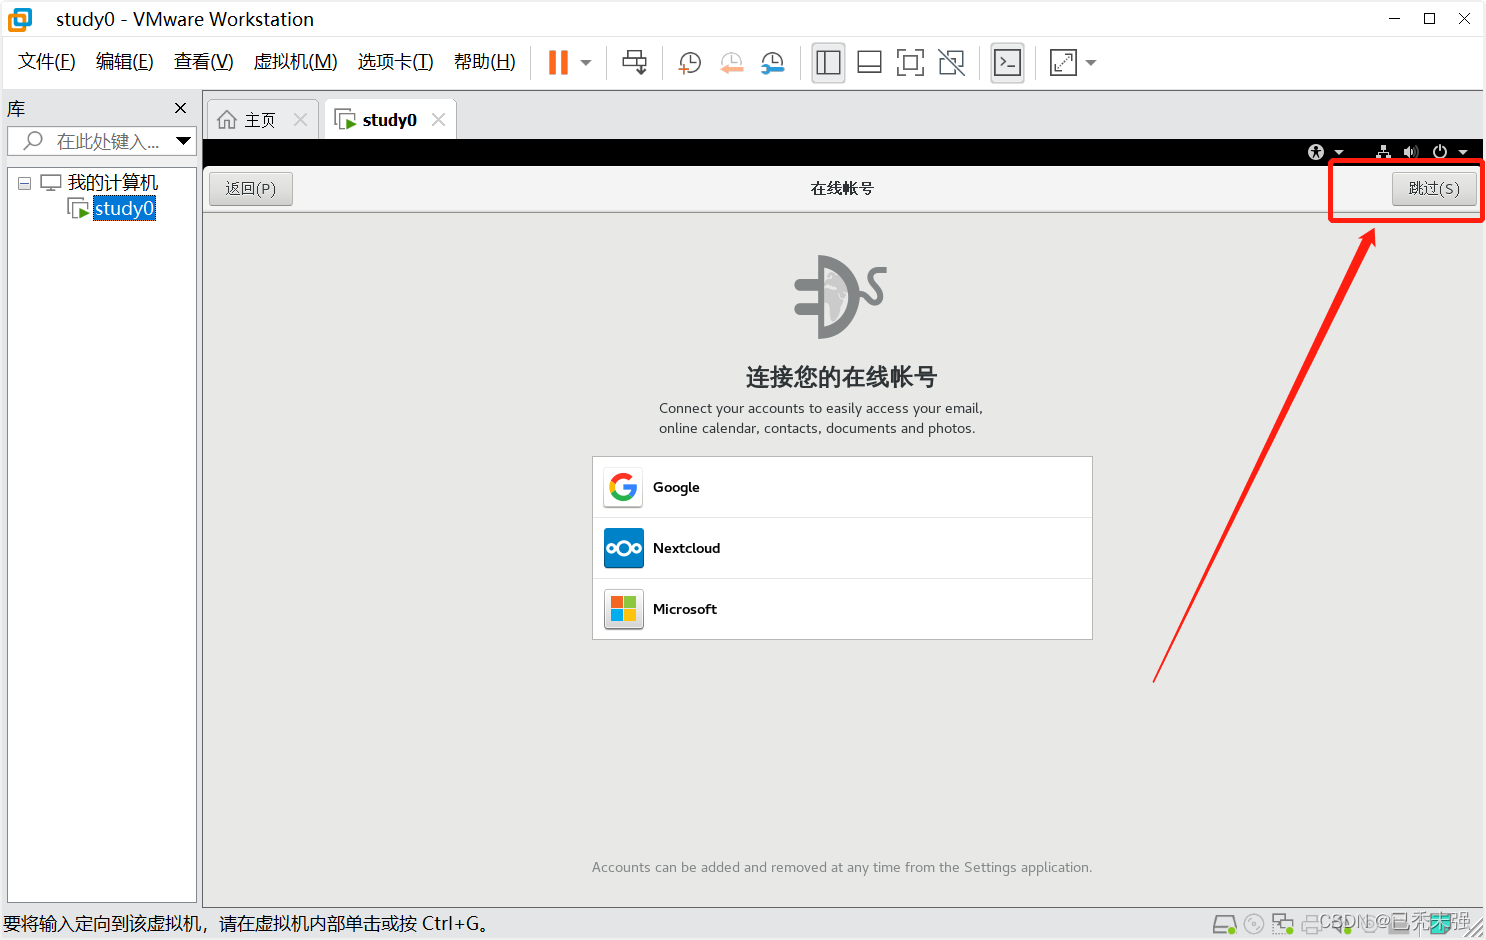 study0 - VMware Workstation
文件(F) 编辑(E) 查看(V) 虚拟机(M) 选项卡(T) 帮助(H)
库
在此处键入...
我的计算机
study0
主页
study0
返回(P)
在线帐号
跳过(S)
连接您的在线帐号
Connect your accounts to easily access your email,
online calendar, contacts, documents and photos.
Google
Nextcloud
Microsoft
Accounts can be added and removed at any time from the Settings application.
要将输入定向到该虚拟机，请在虚拟机内部单击或按 Ctrl+G。
CSDN @已秃未强